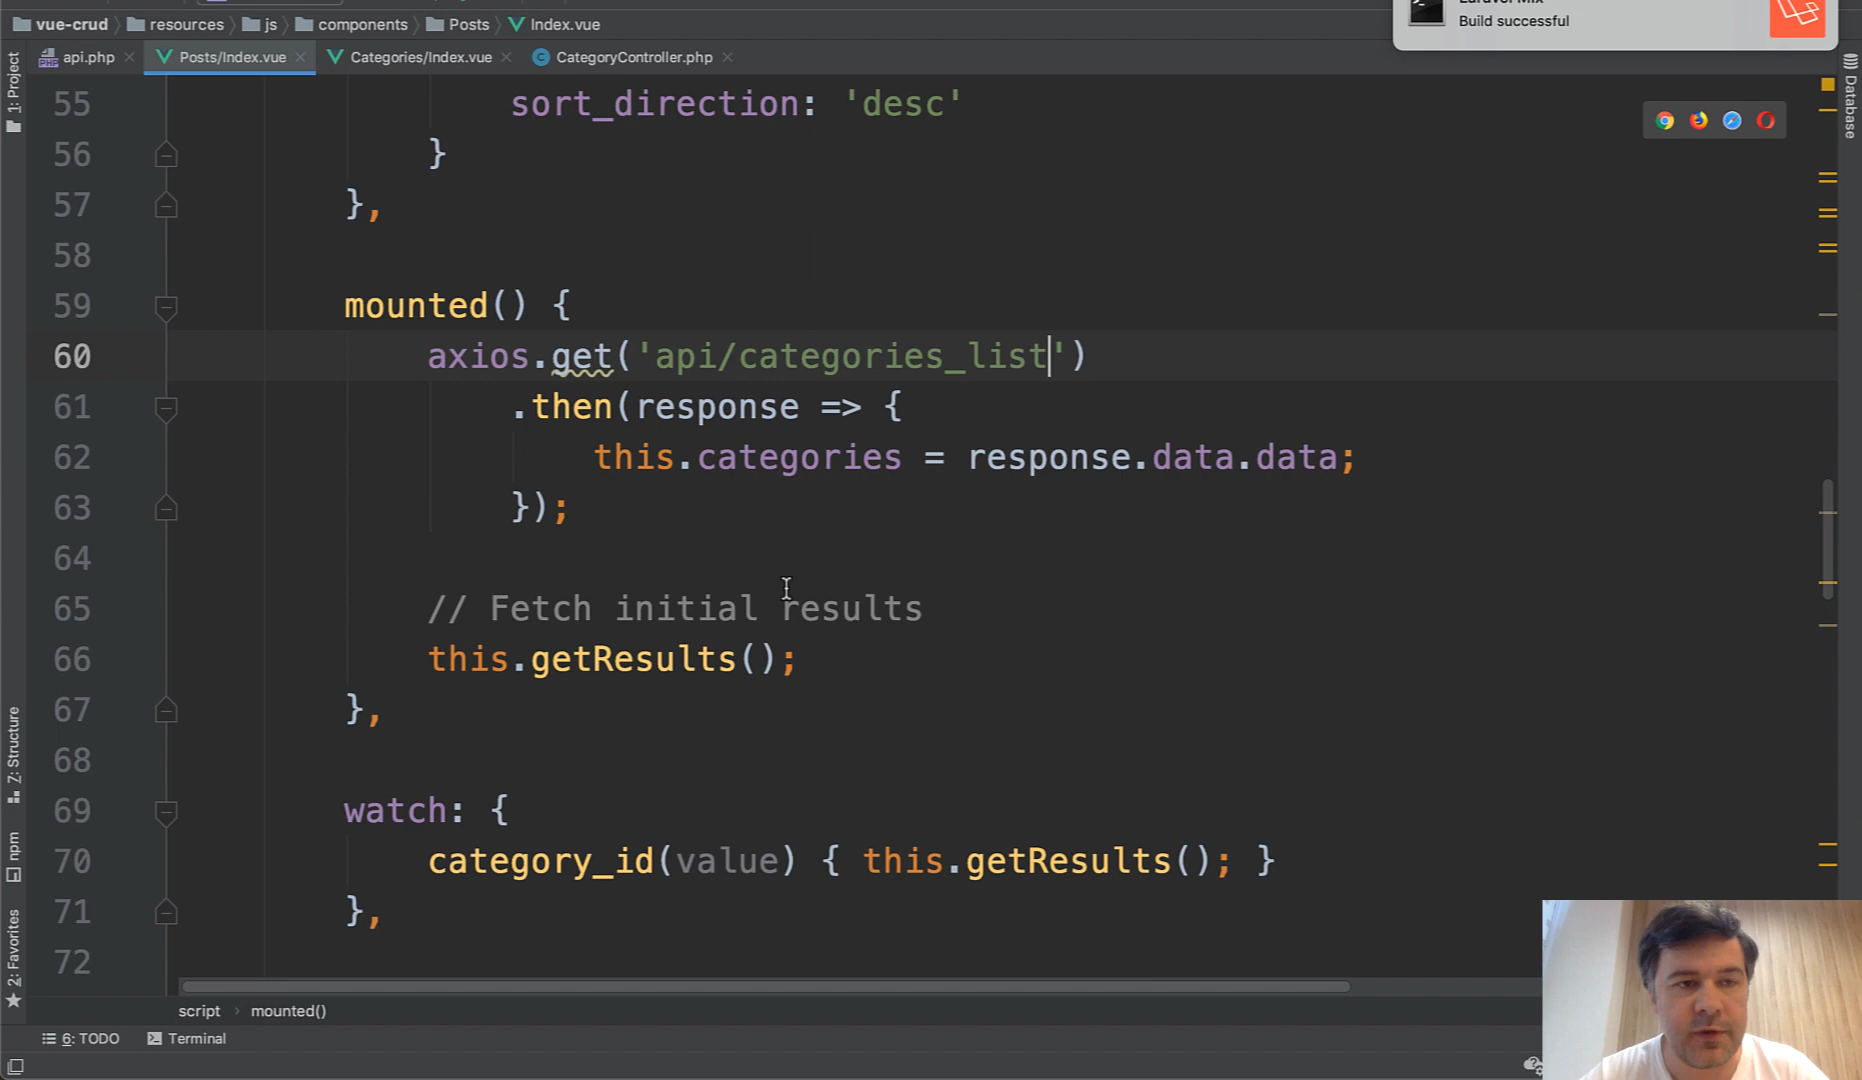 Build successful
vue-crud resources js components Posts Index.vue
api.php Posts/Index.vue Categories/Index.vue CategoryController.php
1: Project
Database
55 sort_direction: 'desc'
56 }
57 },
58
59 mounted() {
60 axios.get('api/categories_list')
61 .then(response => {
62 this.categories = response.data.data;
63 });
64
65 // Fetch initial results
66 this.getResults();
67 },
68
69 watch: {
70 category_id(value) { this.getResults(); }
71 },
72
Z: Structure
npm
2: Favorites
script mounted()
6: TODO Terminal